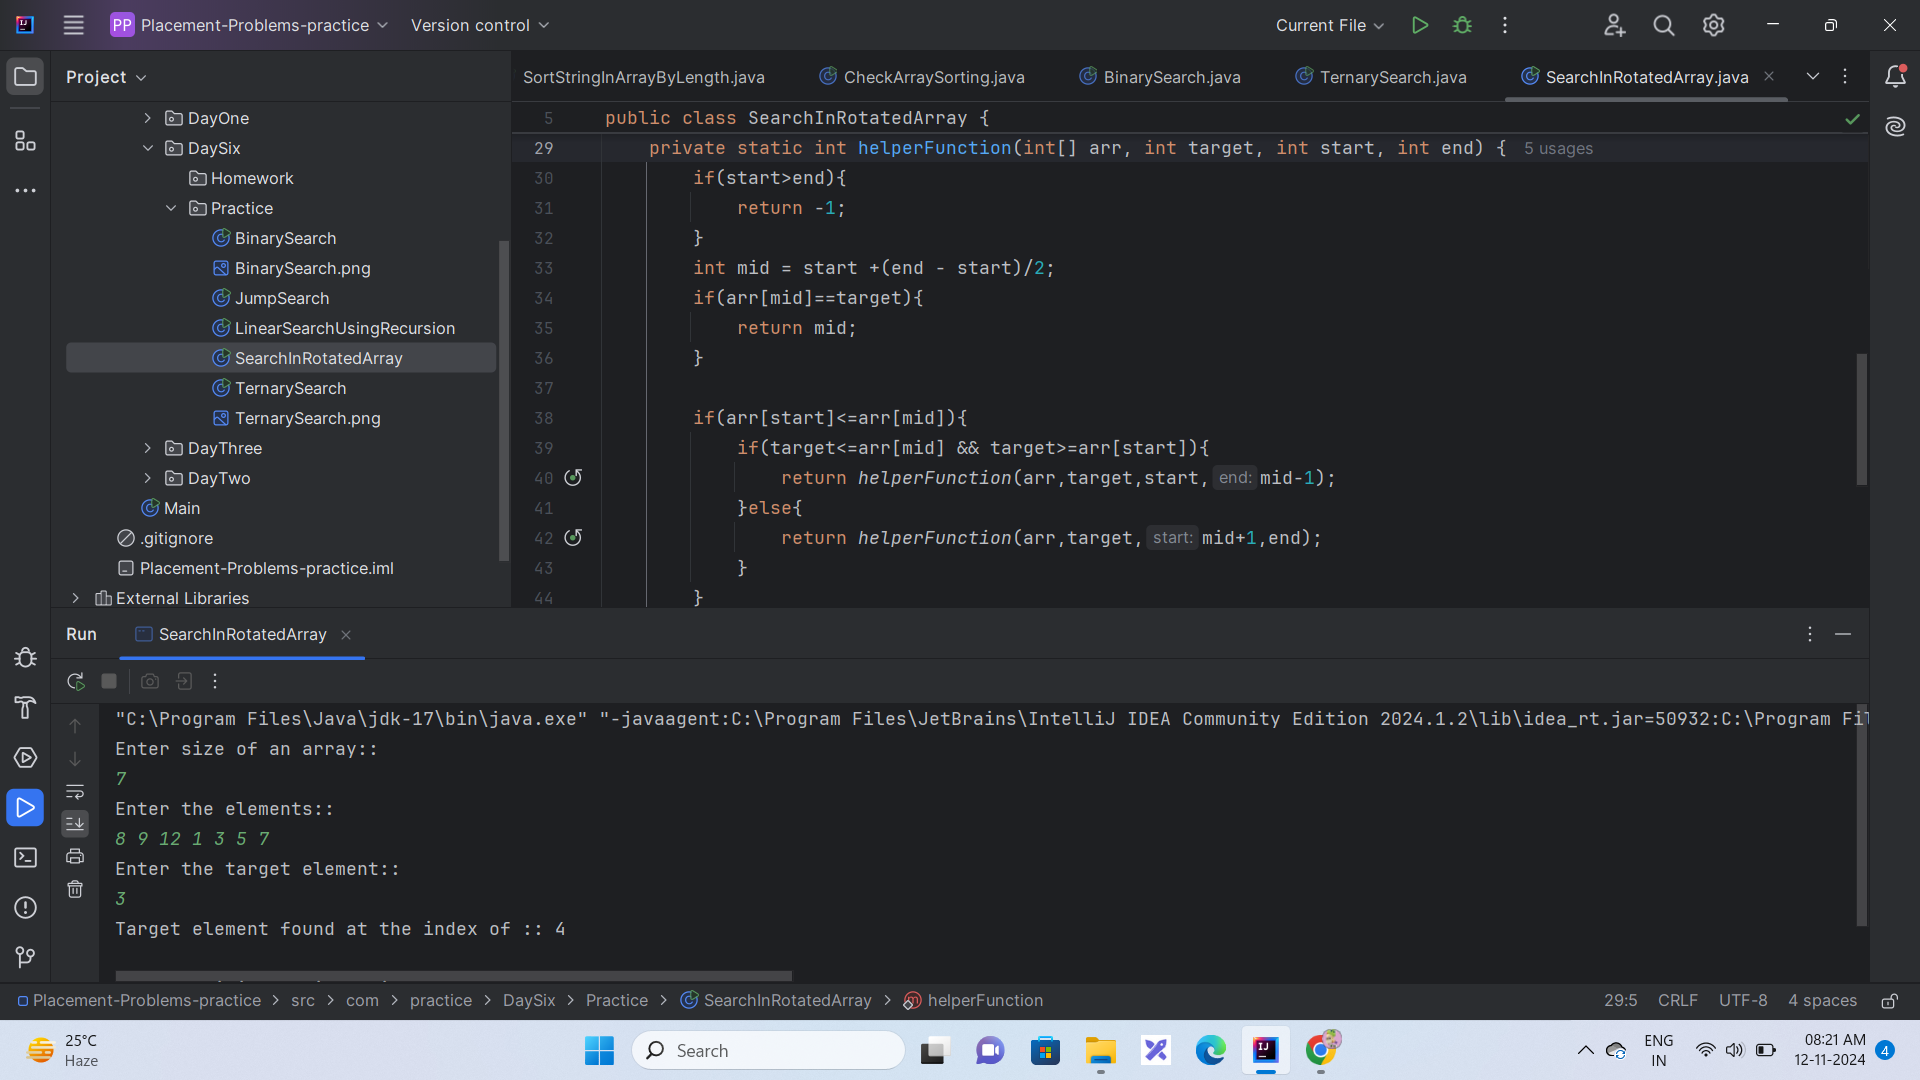 PP Placement-Problems-practice Version control Current File
Project
SortStringInArrayByLength.java CheckArraySorting.java BinarySearch.java TernarySearch.java SearchInRotatedArray.java
DayOne
DaySix
Homework
Practice
BinarySearch
BinarySearch.png
JumpSearch
LinearSearchUsingRecursion
SearchInRotatedArray
TernarySearch
TernarySearch.png
DayThree
DayTwo
Main
.gitignore
Placement-Problems-practice.iml
External Libraries
5 public class SearchInRotatedArray {
29 private static int helperFunction(int[] arr, int target, int start, int end) { 5 usages
30 if(start>end){
31 return -1;
32 }
33 int mid = start +(end - start)/2;
34 if(arr[mid]==target){
35 return mid;
36 }
37
38 if(arr[start]<=arr[mid]){
39 if(target<=arr[mid] && target>=arr[start]){
40 return helperFunction(arr,target,start, end: mid-1);
41 }else{
42 return helperFunction(arr,target, start: mid+1,end);
43 }
44 }
Run SearchInRotatedArray
"C:\Program Files\Java\jdk-17\bin\java.exe" "-javaagent:C:\Program Files\JetBrains\IntelliJ IDEA Community Edition 2024.1.2\lib\idea_rt.jar=50932:C:\Program Fil
Enter size of an array::
7
Enter the elements::
8 9 12 1 3 5 7
Enter the target element::
3
Target element found at the index of :: 4
Placement-Problems-practice > src > com > practice > DaySix > Practice > SearchInRotatedArray > helperFunction 29:5 CRLF UTF-8 4 spaces
25°C
Haze
Search
ENG
IN
08:21 AM
12-11-2024
4